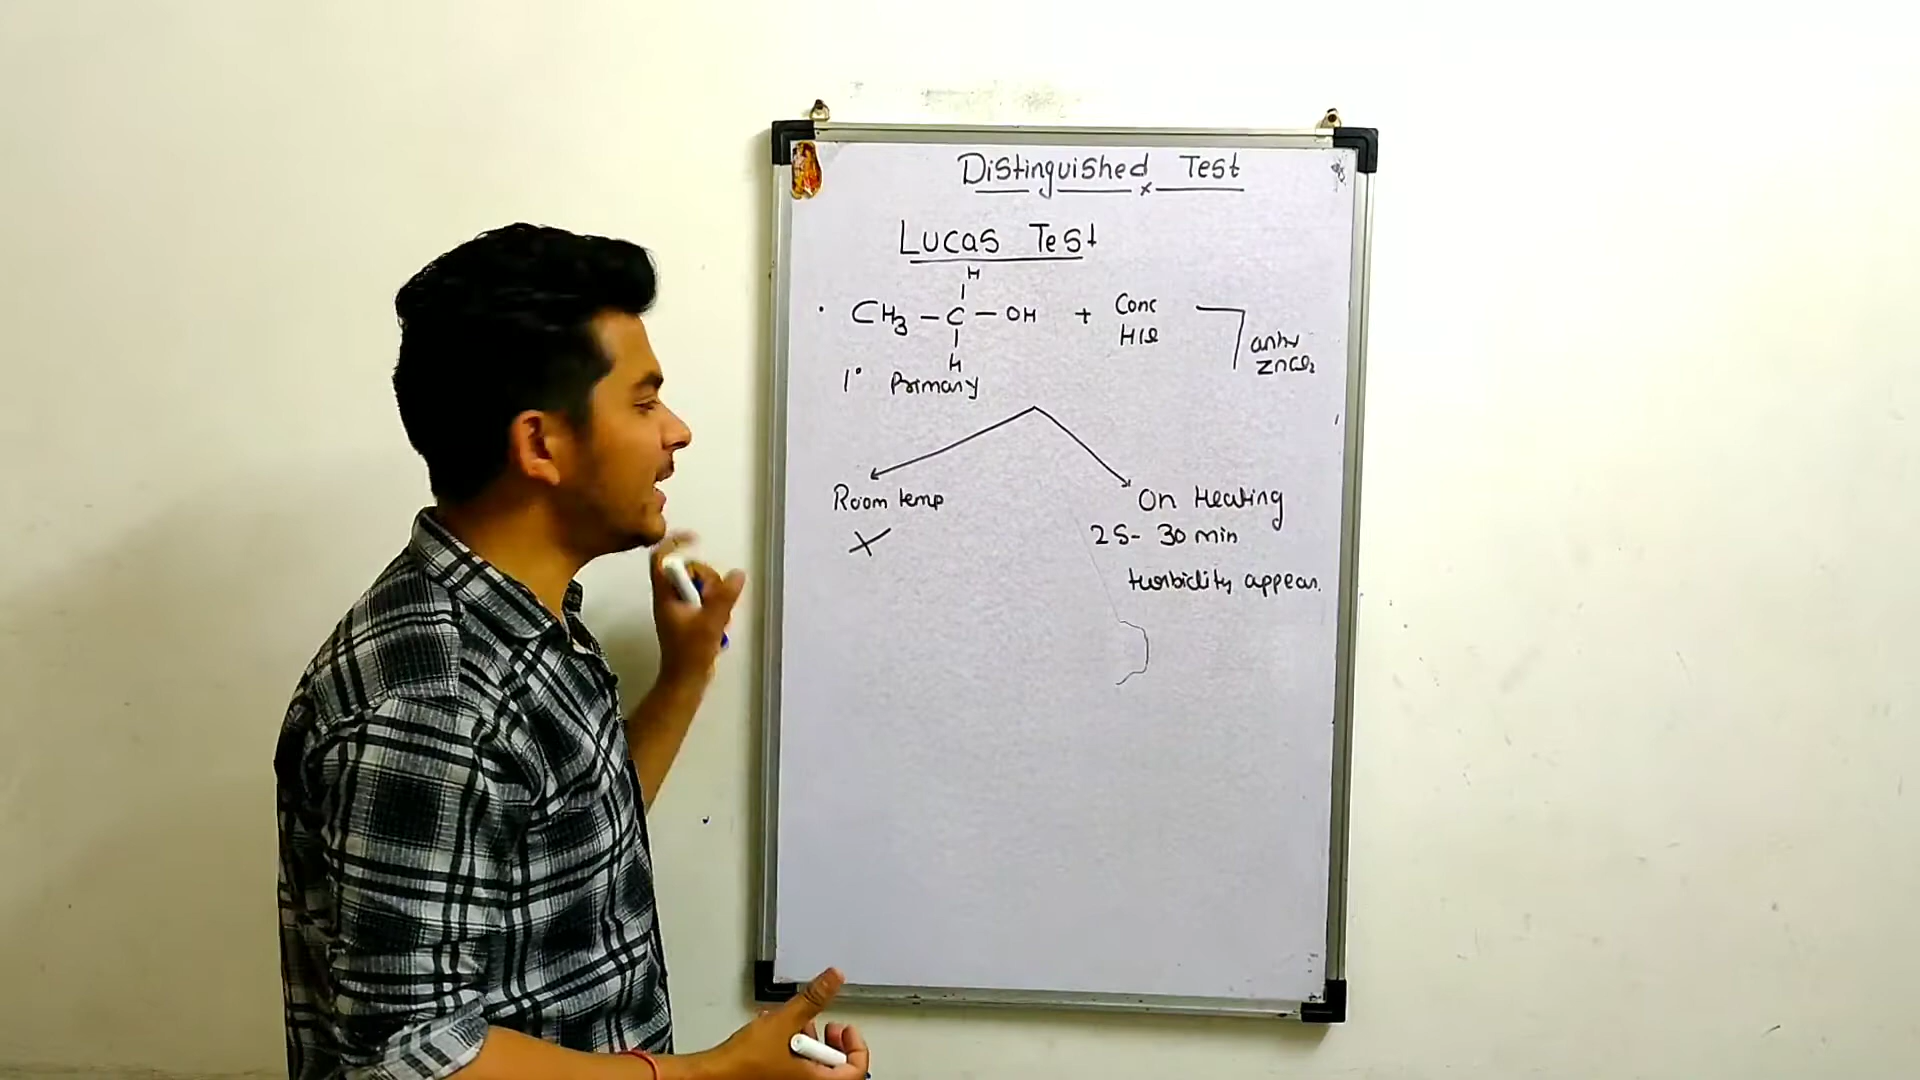 Distinguished Test
Lucas Test
H
CH3 – C – OH + Conc HCl
anhy ZnCl2
H
1° Primary
Room temp
On Heating
25- 30 min
turbidity appear.